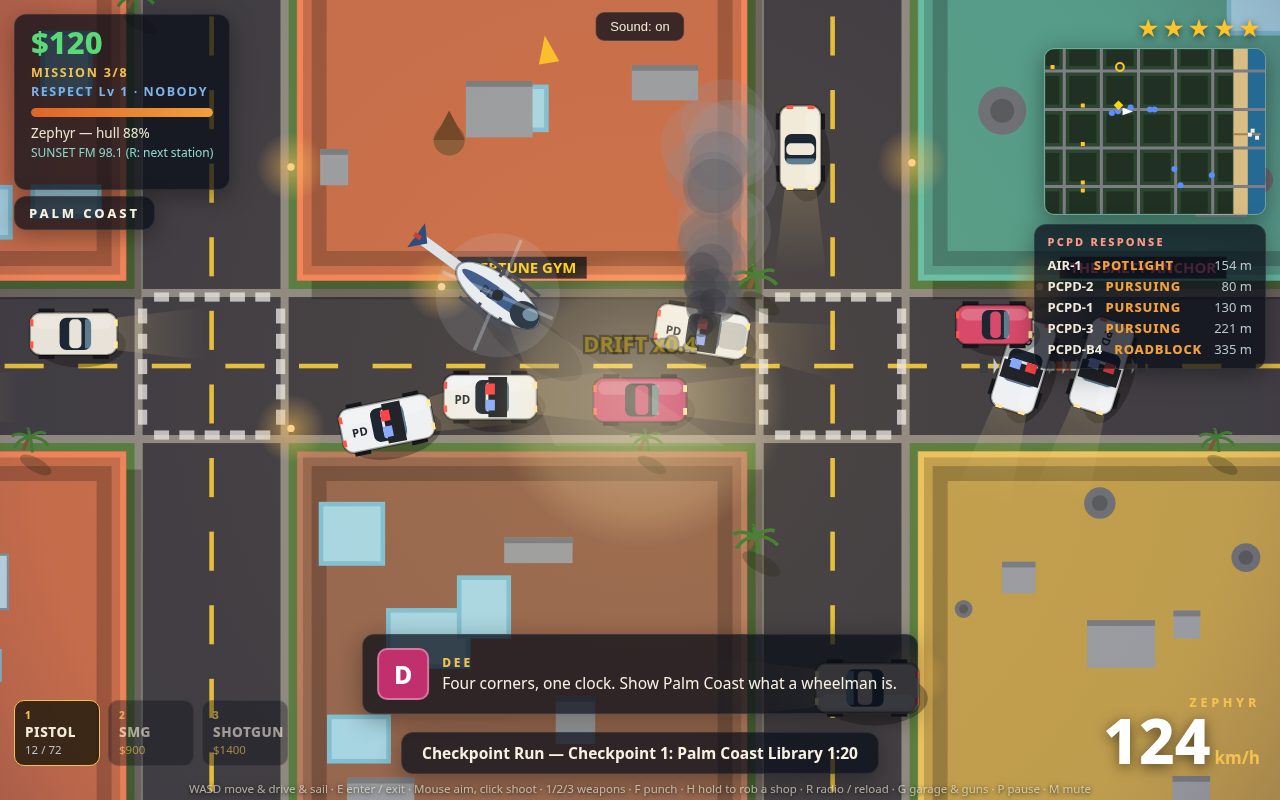 $120
MISSION 3/8
RESPECT Lv 1 · NOBODY
Zephyr — hull 88%
SUNSET FM 98.1 (R: next station)
PALM COAST
Sound: on
★★★★★
PCPD RESPONSE
AIR-1 SPOTLIGHT 154 m
PCPD-2 PURSUING 80 m
PCPD-1 PURSUING 130 m
PCPD-3 PURSUING 221 m
PCPD-B4 ROADBLOCK 335 m
TUNE GYM
DRIFT x0.4
PD
PD
PD
D
DEE
Four corners, one clock. Show Palm Coast what a wheelman is.
Checkpoint Run — Checkpoint 1: Palm Coast Library 1:20
1
PISTOL
12 / 72
2
SMG
$900
3
SHOTGUN
$1400
ZEPHYR
124 km/h
WASD move & drive & sail · E enter / exit · Mouse aim, click shoot · 1/2/3 weapons · F punch · H hold to rob a shop · R radio / reload · G garage & guns · P pause · M mute